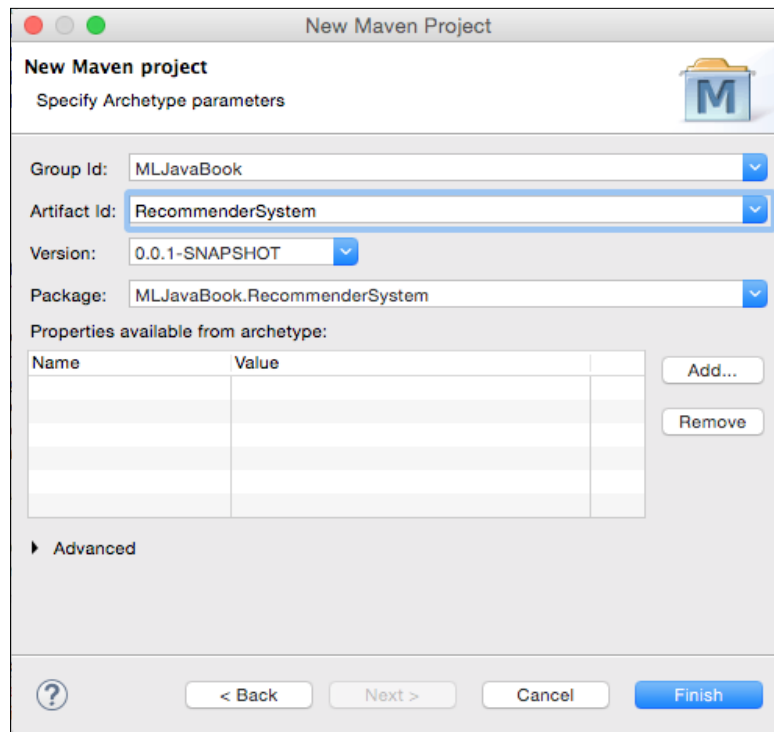 New Maven Project
New Maven project
Specify Archetype parameters
M
Group Id: MLJavaBook
Artifact Id: RecommenderSystem
Version: 0.0.1-SNAPSHOT
Package: MLJavaBook.RecommenderSystem
Properties available from archetype:
Name Value
Add...
Remove
Advanced
? < Back Next > Cancel Finish